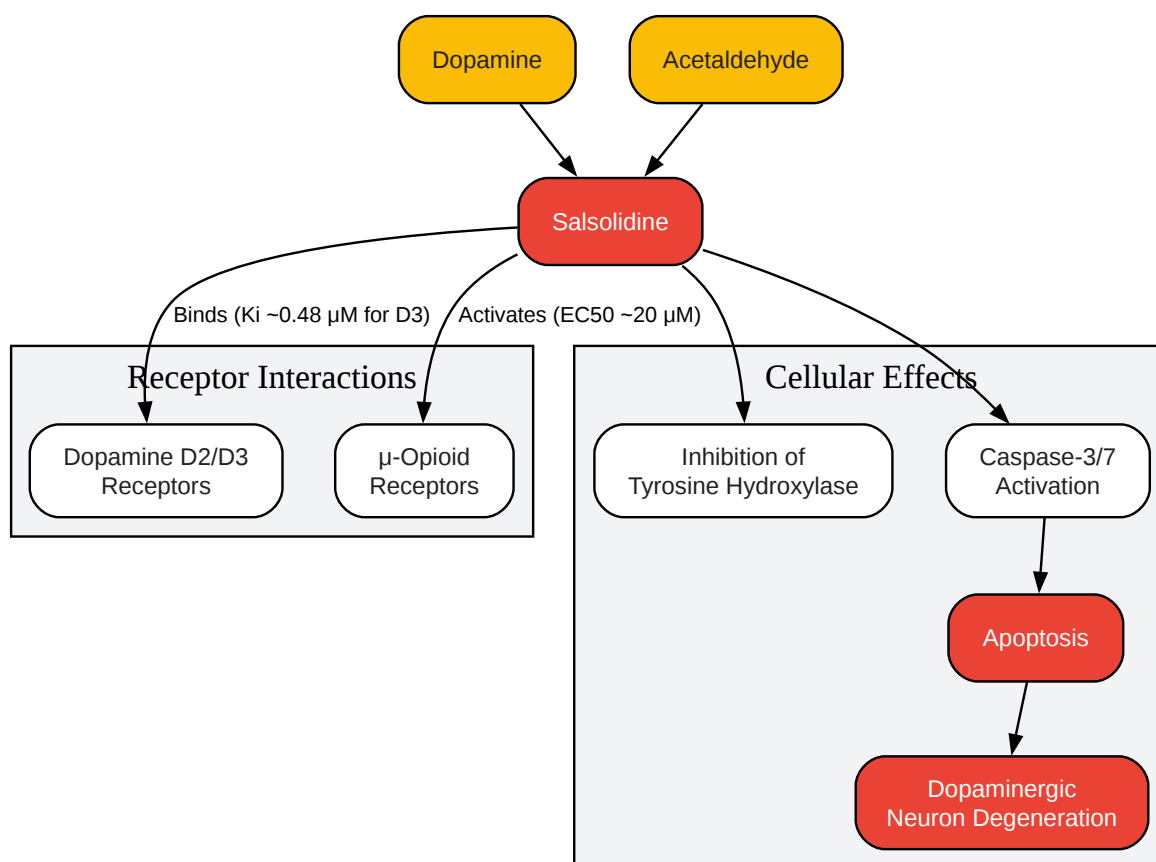 Dopamine
Acetaldehyde
Salsolidine
Binds (Ki ~0.48 μM for D3)
Activates (EC50 ~20 μM)
Receptor Interactions
Cellular Effects
Dopamine D2/D3
Receptors
μ-Opioid
Receptors
Inhibition of
Tyrosine Hydroxylase
Caspase-3/7
Activation
Apoptosis
Dopaminergic
Neuron Degeneration